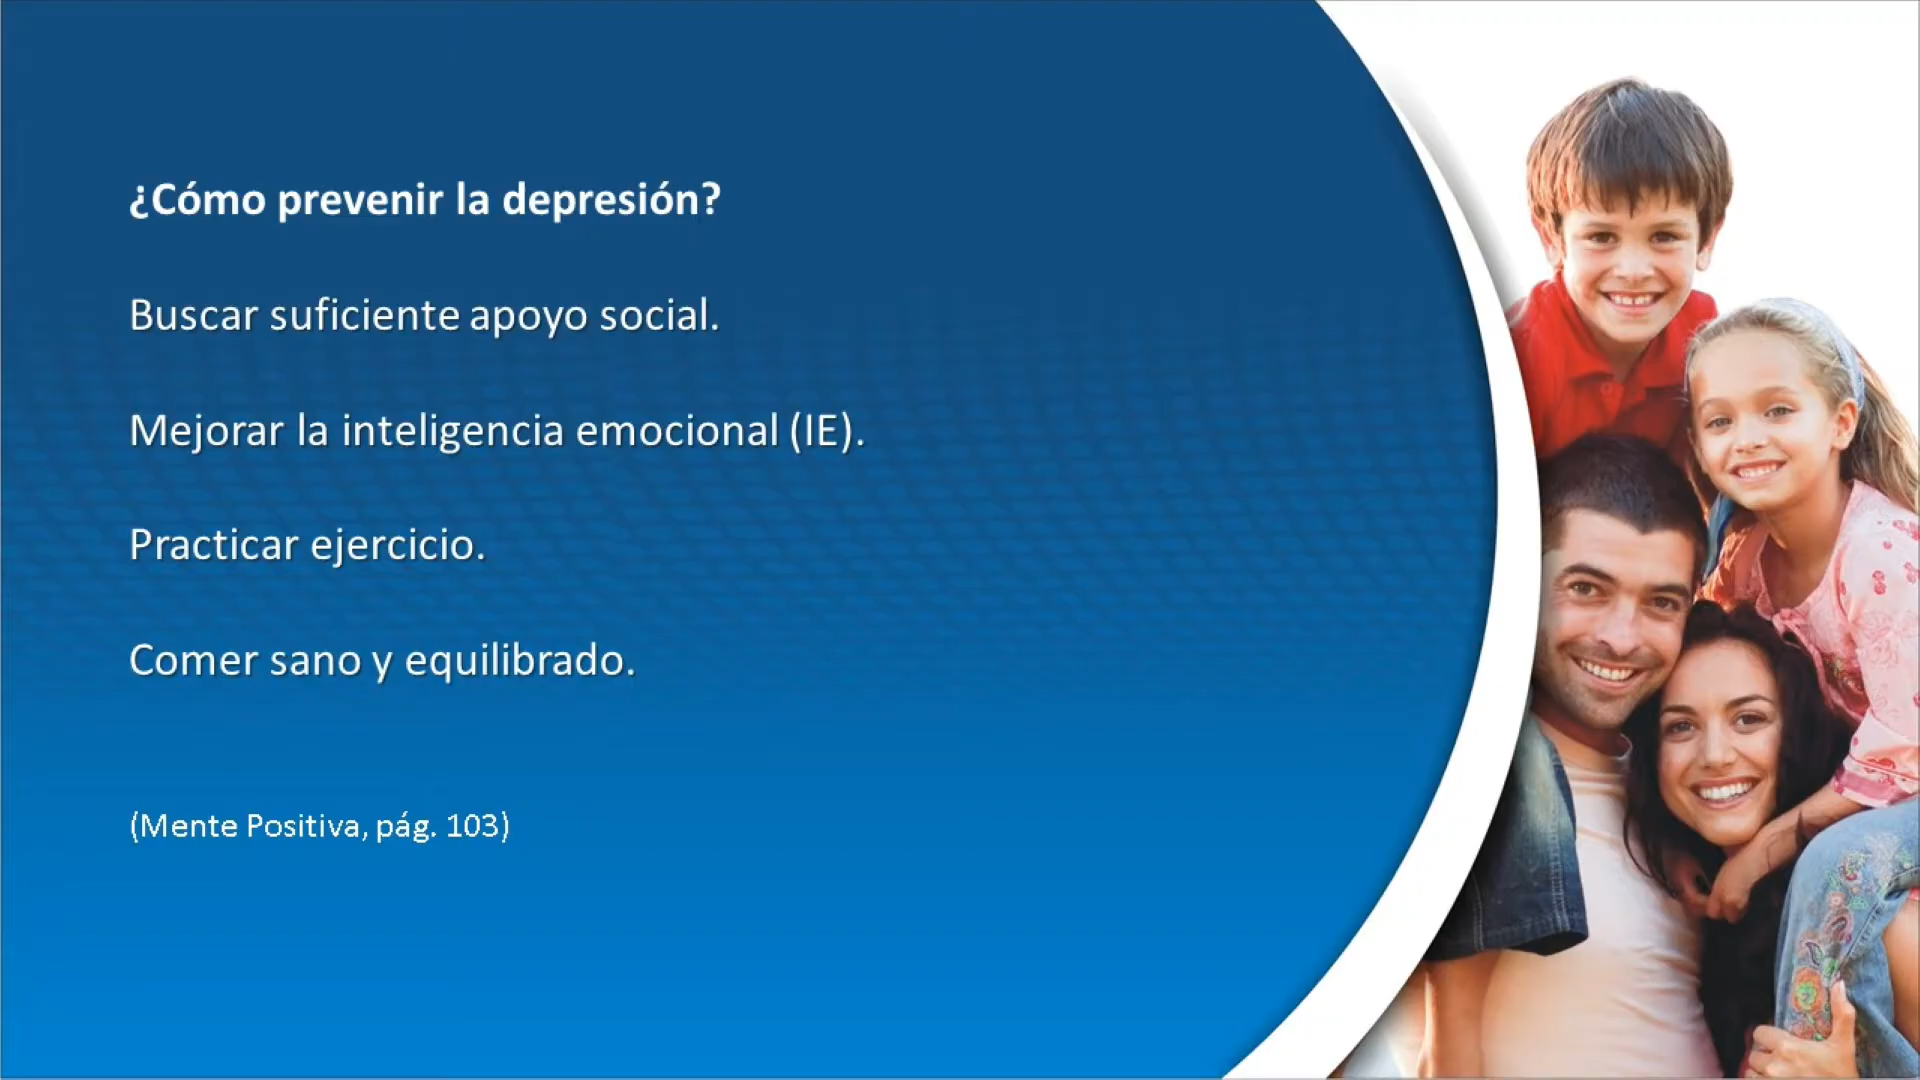 ¿Cómo prevenir la depresión?
Buscar suficiente apoyo social.
Mejorar la inteligencia emocional (IE).
Practicar ejercicio.
Comer sano y equilibrado.
(Mente Positiva, pág. 103)